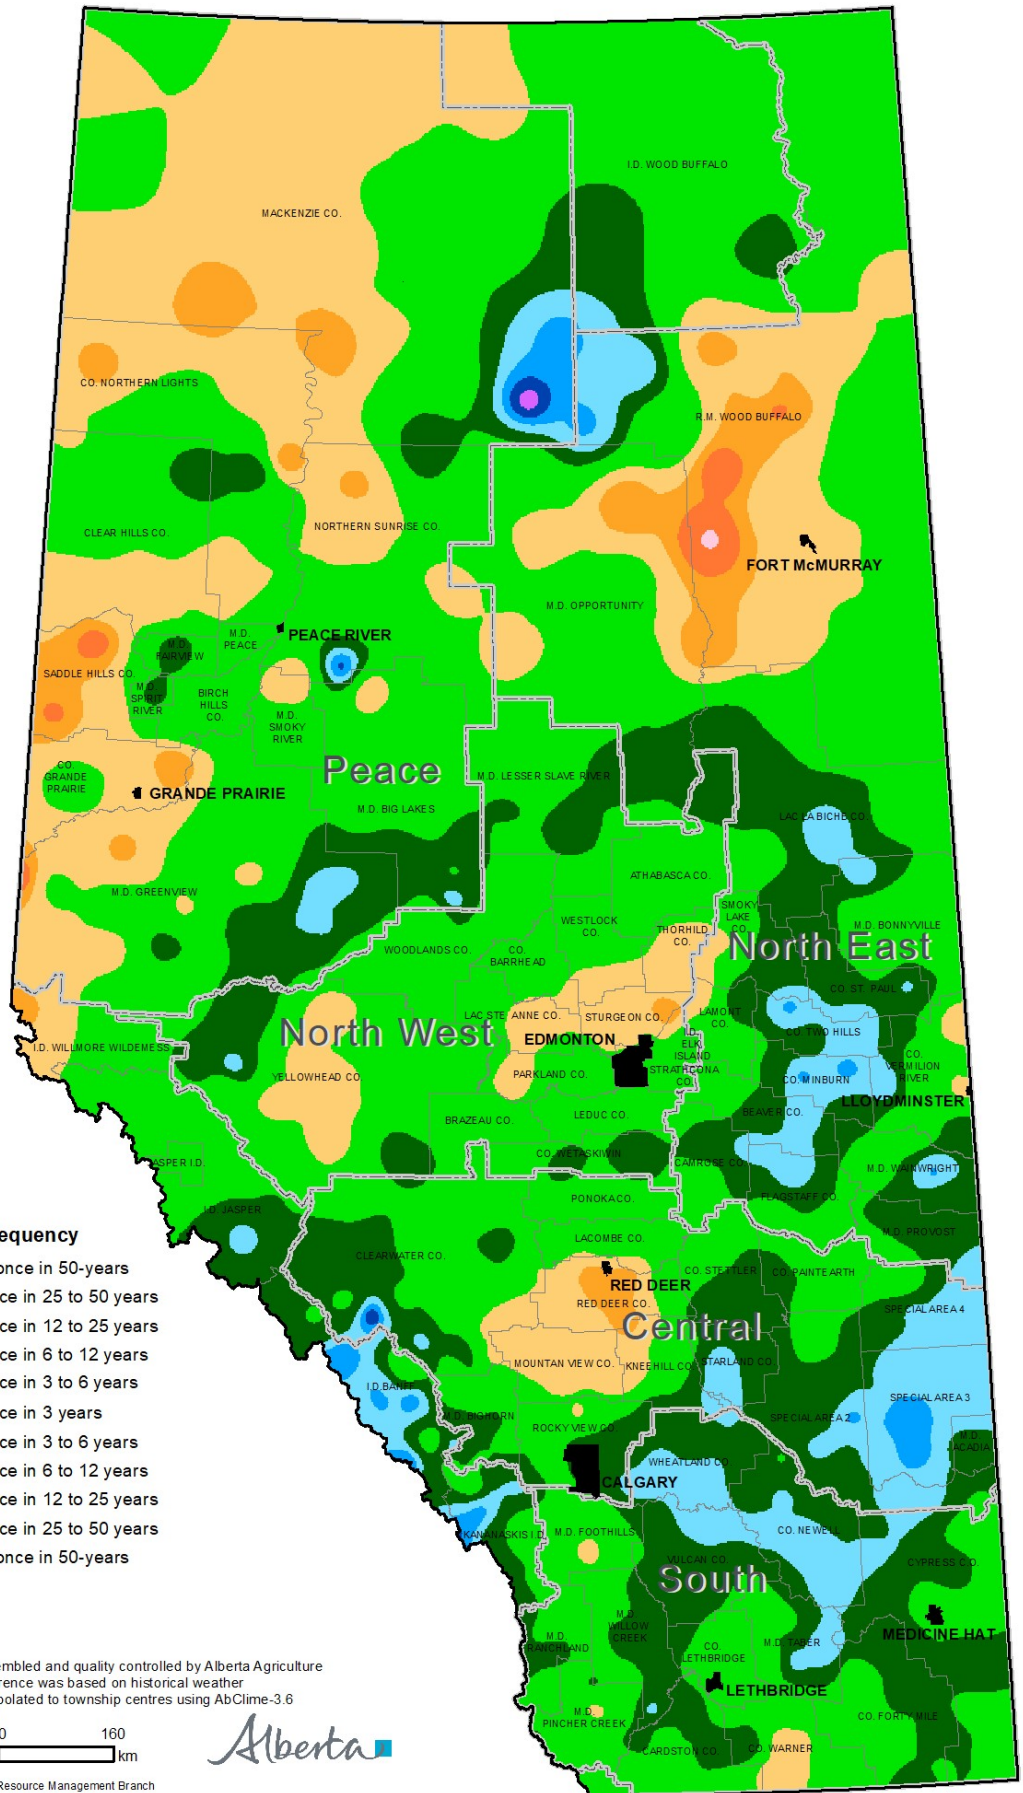 I.D. WOOD BUFFALO
MACKENZIE CO.
CO. NORTHERN LIGHTS
R.M. WOOD BUFFALO
CLEAR HILLS CO.
NORTHERN SUNRISE CO.
FORT McMURRAY
M.D. OPPORTUNITY
PEACE RIVER
M.D.
PEACE
M.D.
FAIRVIEW
SADDLE HILLS CO.
M.D.
SPIRIT
RIVER
BIRCH
HILLS
CO.
M.D.
SMOKY
RIVER
Peace
CO.
GRANDE
PRAIRIE
GRANDE PRAIRIE
M.D. LESSER SLAVE RIVER
M.D. BIG LAKES
LAC LA BICHE CO.
M.D. GREENVIEW
ATHABASCA CO.
SMOKY
LAKE
CO.
WESTLOCK
CO.
THORHILD
CO.
M.D. BONNYVILLE
North East
WOODLANDS CO.
CO.
BARRHEAD
CO. ST. PAUL
LAC STE ANNE CO.
STURGEON CO.
LAMONT
CO.
North West
EDMONTON
CO. TWO HILLS
I.D. WILLMORE WILDERNESS
I.D.
ELK
ISLAND
CO.
VERMILION
RIVER
YELLOWHEAD CO.
PARKLAND CO.
STRATHCONA
CO.
CO. MINBURN
LLOYDMINSTER
BRAZEAU CO.
LEDUC CO.
BEAVER CO.
CO. WETASKIWIN
CAMROSE CO.
M.D. WAINWRIGHT
ASPER I.D.
PONOKA CO.
FLAGSTAFF CO.
I.D. JASPER
M.D. PROVOST
LACOMBE CO.
CLEARWATER CO.
CO. STETTLER
CO. PAINTEARTH
RED DEER
RED DEER CO.
SPECIAL AREA 4
Central
MOUNTAN VIEW CO.
KNEEHILL CO.
STARLAND CO.
I.D.BANFF
SPECIAL AREA 3
M.D. BIGHORN
ROCKY VIEW CO.
SPECIAL AREA 2
M.D.
ACADIA
WHEATLAND CO.
CALGARY
KANANASKIS I.D.
M.D. FOOTHILLS
CO. NEWELL
VULCAN CO.
CYPRESS CO.
South
M.D.
WILLOW
CREEK
M.D.
RANCHLAND
CO.
LETHBRIDGE
M.D. TABER
MEDICINE HAT
LETHBRIDGE
M.D.
PINCHER CREEK
CO. FORTY MILE
CARDSTON CO.
CO. WARNER
equency
once in 50-years
ce in 25 to 50 years
ce in 12 to 25 years
ce in 6 to 12 years
ce in 3 to 6 years
ce in 3 years
ce in 3 to 6 years
ce in 6 to 12 years
ce in 12 to 25 years
ce in 25 to 50 years
once in 50-years
embled and quality controlled by Alberta Agriculture
rence was based on historical weather
polated to township centres using AbClime-3.6
0 160
km
Alberta
Resource Management Branch